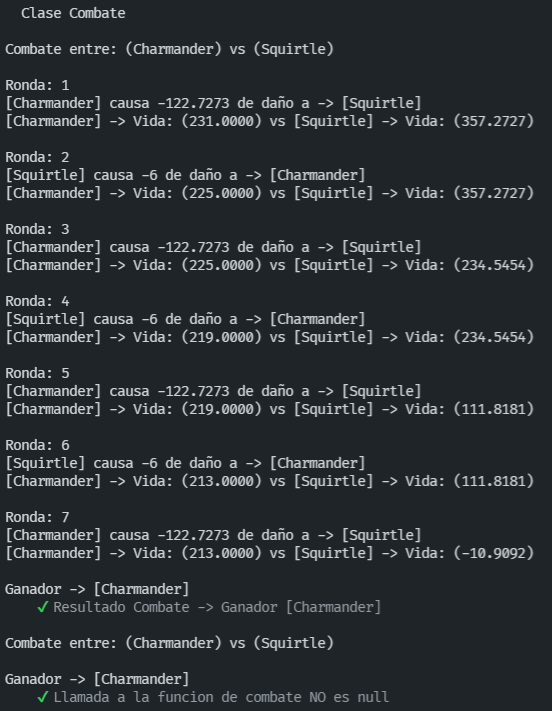 Clase Combate
Combate entre: (Charmander) vs (Squirtle)
Ronda: 1
[Charmander] causa -122.7273 de daño a -> [Squirtle]
[Charmander] -> Vida: (231.0000) vs [Squirtle] -> Vida: (357.2727)
Ronda: 2
[Squirtle] causa -6 de daño a -> [Charmander]
[Charmander] -> Vida: (225.0000) vs [Squirtle] -> Vida: (357.2727)
Ronda: 3
[Charmander] causa -122.7273 de daño a -> [Squirtle]
[Charmander] -> Vida: (225.0000) vs [Squirtle] -> Vida: (234.5454)
Ronda: 4
[Squirtle] causa -6 de daño a -> [Charmander]
[Charmander] -> Vida: (219.0000) vs [Squirtle] -> Vida: (234.5454)
Ronda: 5
[Charmander] causa -122.7273 de daño a -> [Squirtle]
[Charmander] -> Vida: (219.0000) vs [Squirtle] -> Vida: (111.8181)
Ronda: 6
[Squirtle] causa -6 de daño a -> [Charmander]
[Charmander] -> Vida: (213.0000) vs [Squirtle] -> Vida: (111.8181)
Ronda: 7
[Charmander] causa -122.7273 de daño a -> [Squirtle]
[Charmander] -> Vida: (213.0000) vs [Squirtle] -> Vida: (-10.9092)
Ganador -> [Charmander]
✓ Resultado Combate -> Ganador [Charmander]
Combate entre: (Charmander) vs (Squirtle)
Ganador -> [Charmander]
✓ Llamada a la funcion de combate NO es null